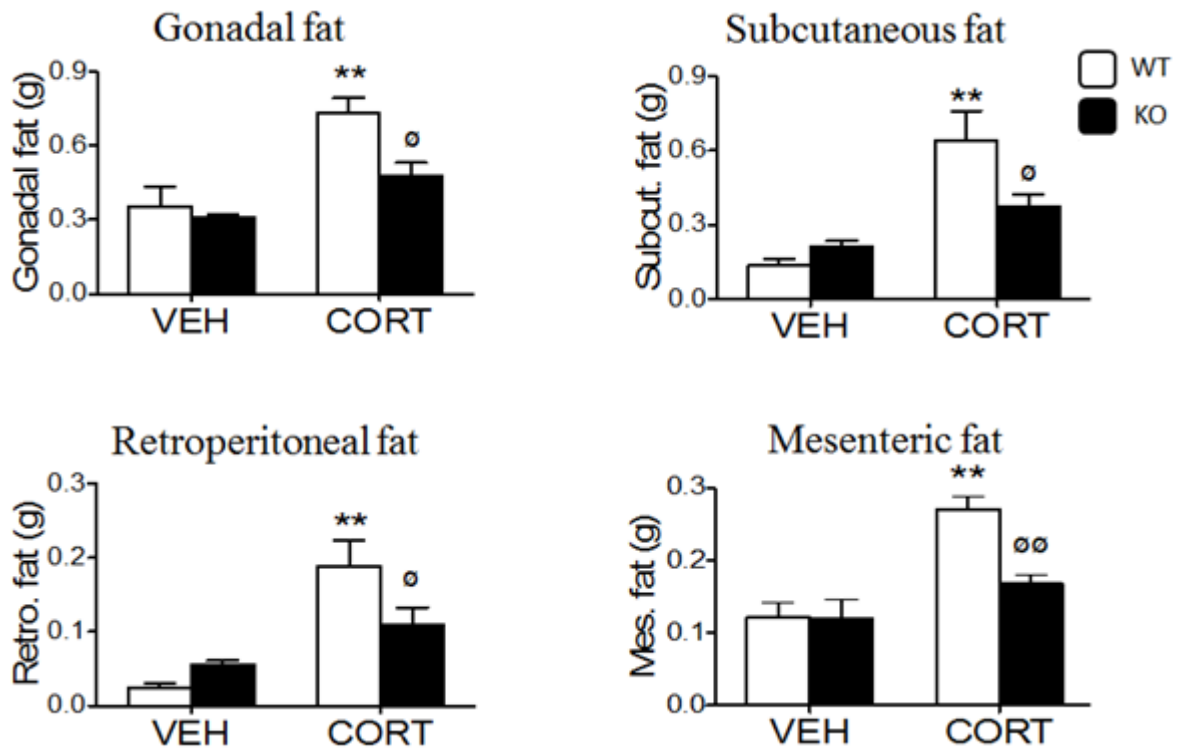 Gonadal fat
Gonadal fat (g)
0.9
0.6
0.3
0.0
**
ø
VEH CORT
Subcutaneous fat
Subcut. fat (g)
0.9
0.6
0.3
0.0
**
ø
VEH CORT
WT
KO
Retroperitoneal fat
Retro. fat (g)
0.3
0.2
0.1
0.0
**
ø
VEH CORT
Mesenteric fat
Mes. fat (g)
0.3
0.2
0.1
0.0
**
øø
VEH CORT